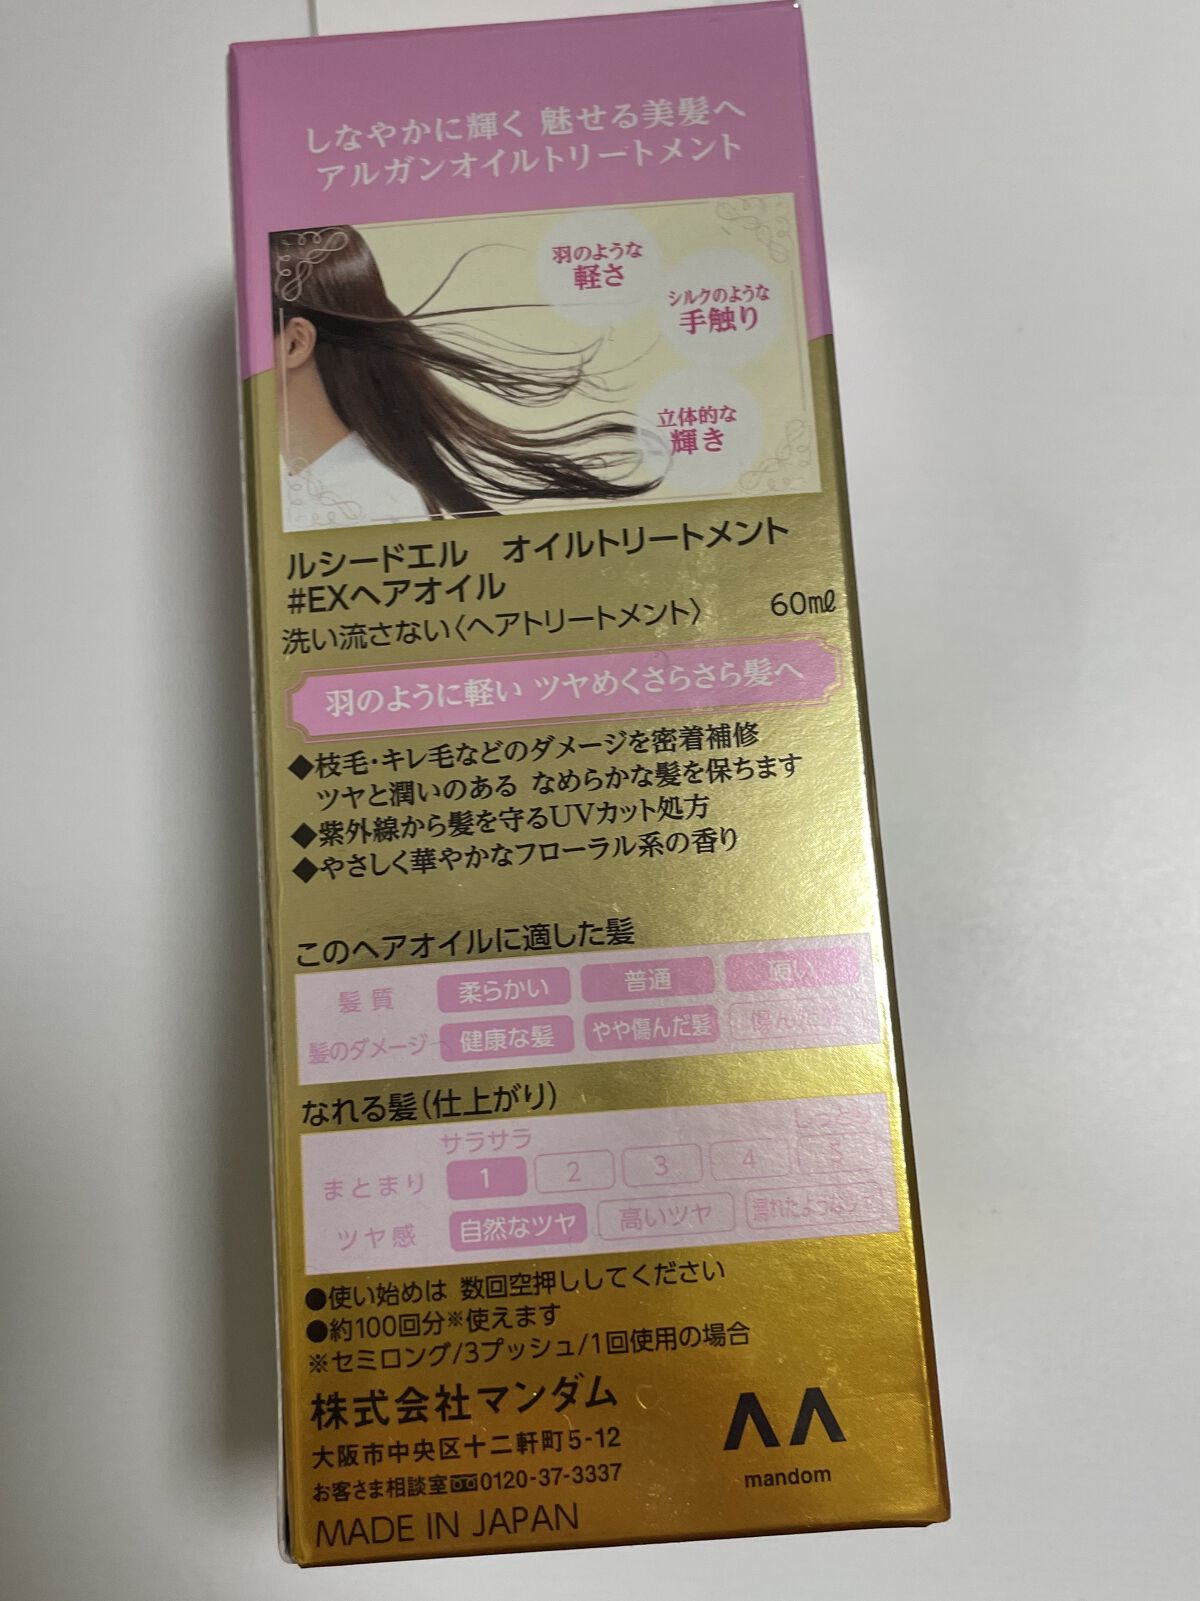 しなやかに輝く 魅せる美髪へ
アルガンオイルトリートメント
羽のような
軽さ
シルクのような
手触り
立体的な
輝き
ルシードエル オイルトリートメント
#EXヘアオイル
洗い流さない〈ヘアトリートメント〉 60㎖
羽のように軽い ツヤめくさらさら髪へ
◆枝毛・キレ毛などのダメージを密着補修
ツヤと潤いのある なめらかな髪を保ちます
◆紫外線から髪を守るUVカット処方
◆やさしく華やかなフローラル系の香り
このヘアオイルに適した髪
髪質 柔らかい 普通 硬い
髪のダメージ 健康な髪 やや傷んだ髪 傷んだ髪
なれる髪(仕上がり)
サラサラ しっとり
まとまり 1 2 3 4 5
ツヤ感 自然なツヤ 高いツヤ 濡れたようなツヤ
●使い始めは 数回空押ししてください
●約100回分※使えます
※セミロング/3プッシュ/1回使用の場合
株式会社マンダム
大阪市中央区十二軒町5-12
お客さま相談室 0120-37-3337
mandom
MADE IN JAPAN